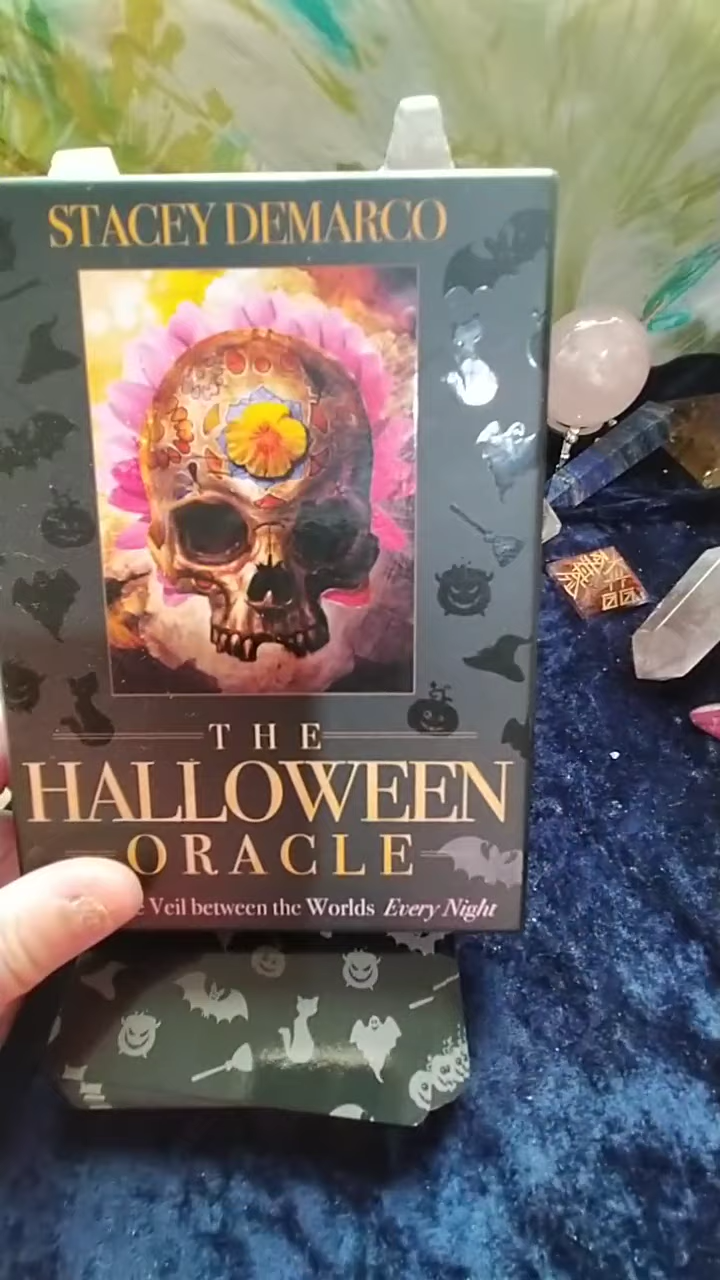 STACEY DEMARCO
THE
HALLOWEEN
ORACLE
Veil between the Worlds Every Night